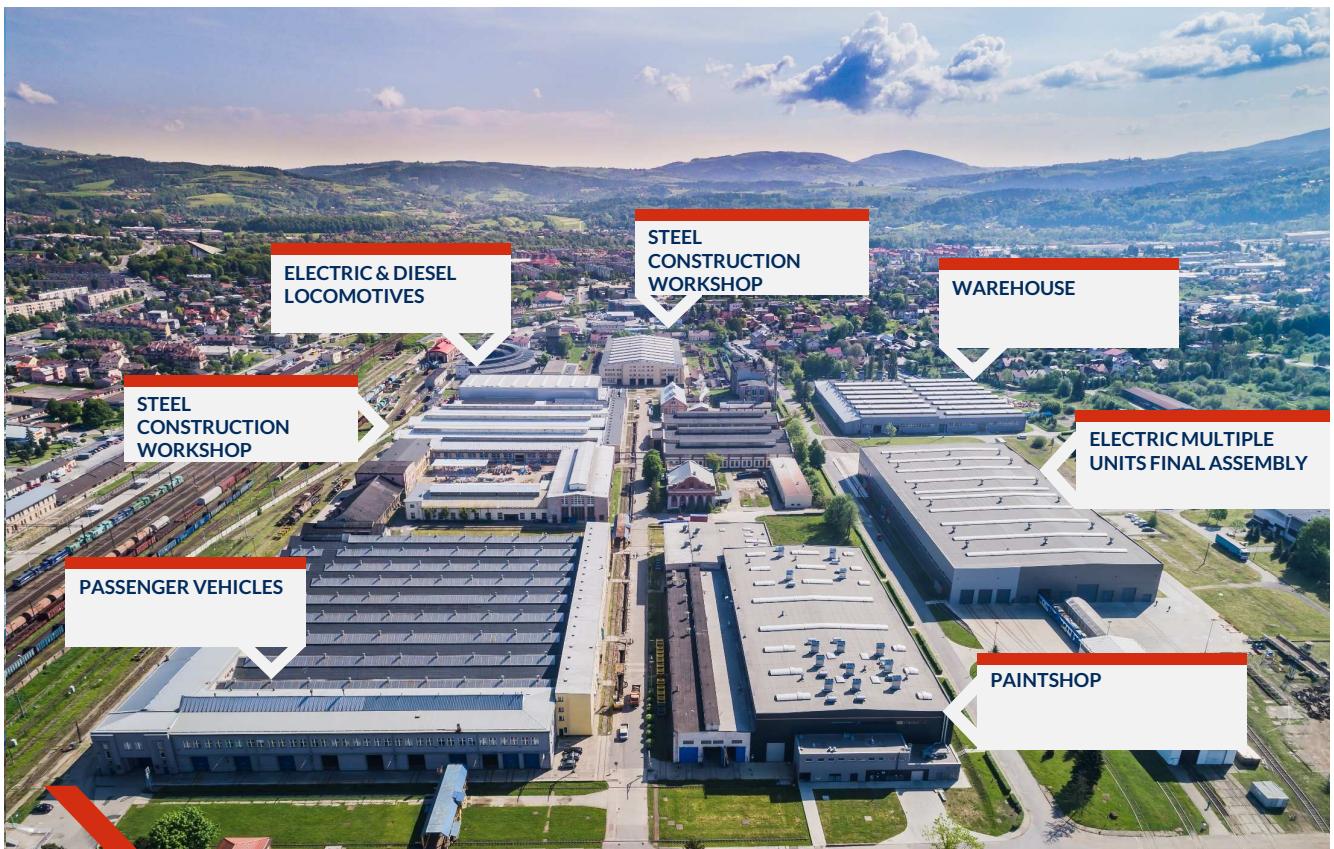 STEEL
CONSTRUCTION
WORKSHOP
ELECTRIC & DIESEL
LOCOMOTIVES
WAREHOUSE
STEEL
CONSTRUCTION
WORKSHOP
ELECTRIC MULTIPLE
UNITS FINAL ASSEMBLY
PASSENGER VEHICLES
PAINTSHOP